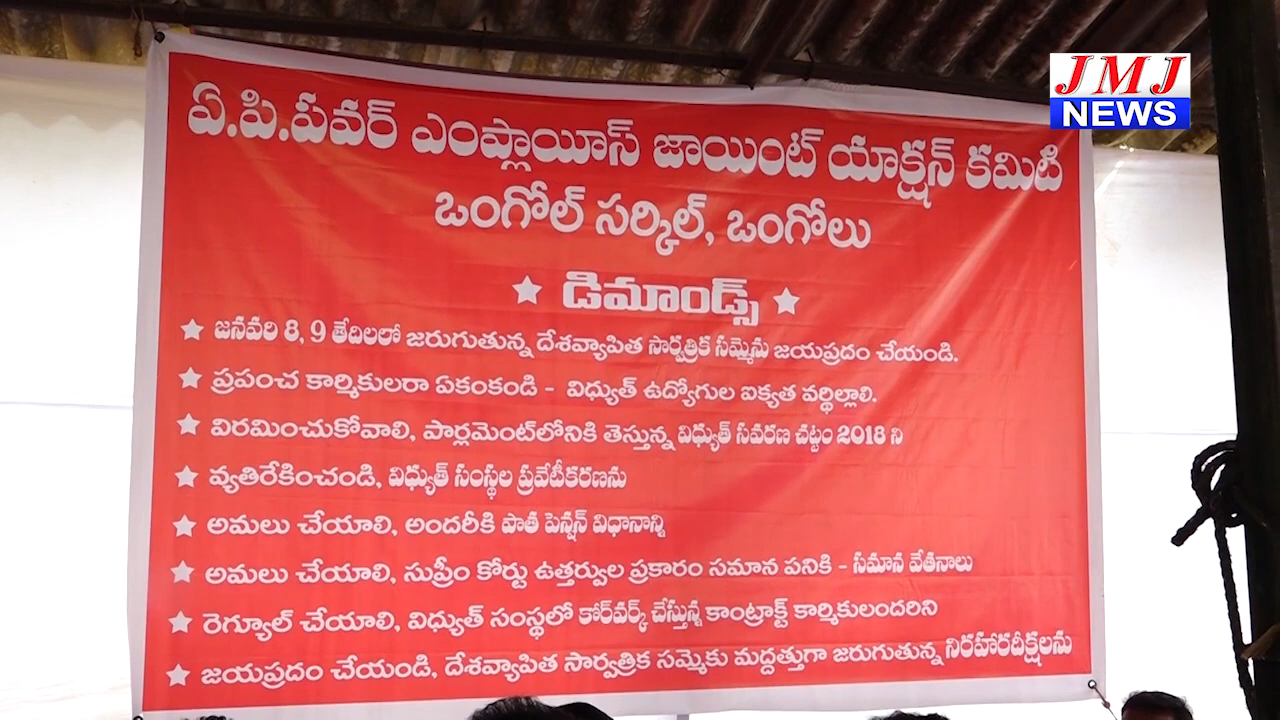 JMJ
NEWS
ఏ.పి.పవర్ ఎంప్లాయీస్ జాయింట్ యాక్షన్ కమిటి
ఒంగోల్ సర్కిల్, ఒంగోలు
★ డిమాండ్స్ ★
★ జనవరి 8, 9 తేదిలలో జరుగుతున్న దేశవ్యాపిత సార్వత్రిక సమ్మెను జయప్రదం చేయండి.
★ ప్రపంచ కార్మికులరా ఏకంకండి - విధ్యుత్ ఉద్యోగుల ఐక్యత వర్థిల్లాలి.
★ విరమించుకోవాలి, పార్లమెంట్‌లోనికి తెస్తున్న విధ్యుత్ సవరణ చట్టం 2018 ని
★ వ్యతిరేకించండి, విధ్యుత్ సంస్థల ప్రవేటీకరణను
★ అమలు చేయాలి, అందరికి పాత పెన్షన్ విధానాన్ని
★ అమలు చేయాలి, సుప్రీం కోర్టు ఉత్తర్వుల ప్రకారం సమాన పనికి - సమాన వేతనాలు
★ రెగ్యూల్ చేయాలి, విధ్యుత్ సంస్థలో కోర్‌వర్క్ చేస్తున్న కాంట్రాక్ట్ కార్మికులందరిని
★ జయప్రదం చేయండి, దేశవ్యాపిత సార్వత్రిక సమ్మెకు మద్దత్తుగా జరుగుతున్న నిరహారదీక్షలను